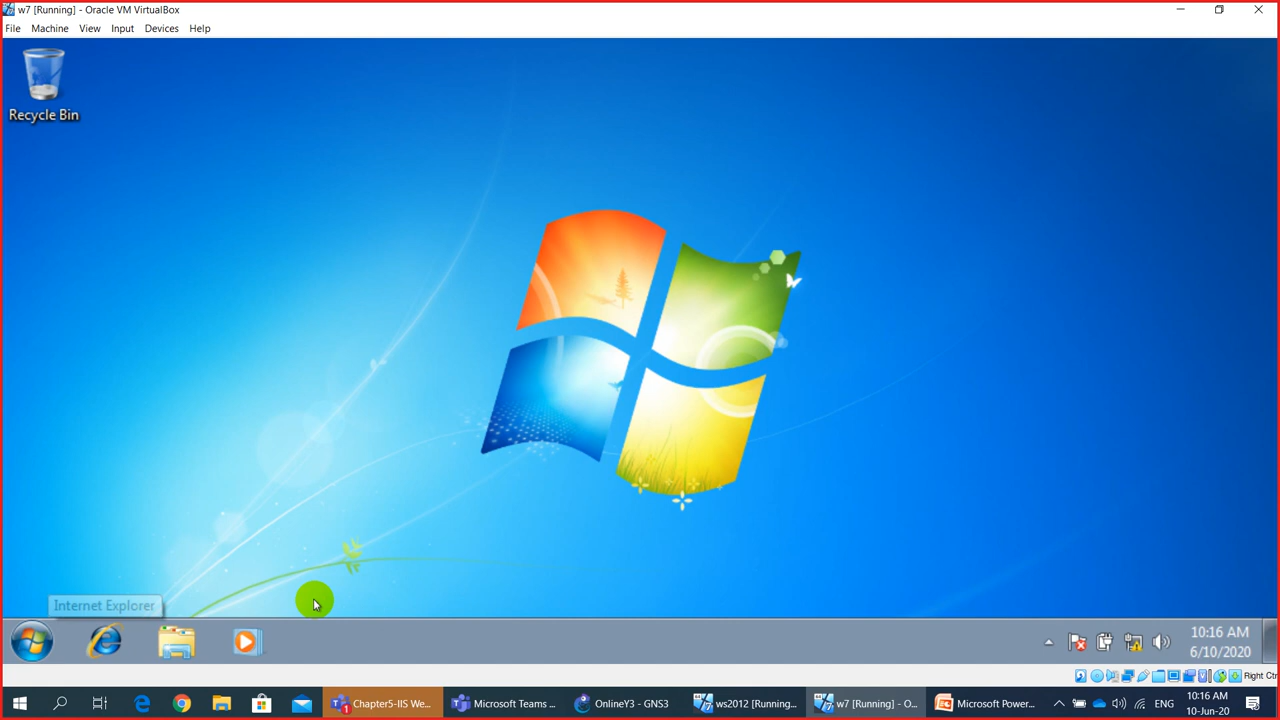 w7 [Running] - Oracle VM VirtualBox
File Machine View Input Devices Help
Recycle Bin
Internet Explorer
10:16 AM
6/10/2020
Right Ctr
1 Chapter5-IIS We...
Microsoft Teams ...
OnlineY3 - GNS3
ws2012 [Running...
w7 [Running] - O...
Microsoft Power...
ENG
10:16 AM
10-Jun-20